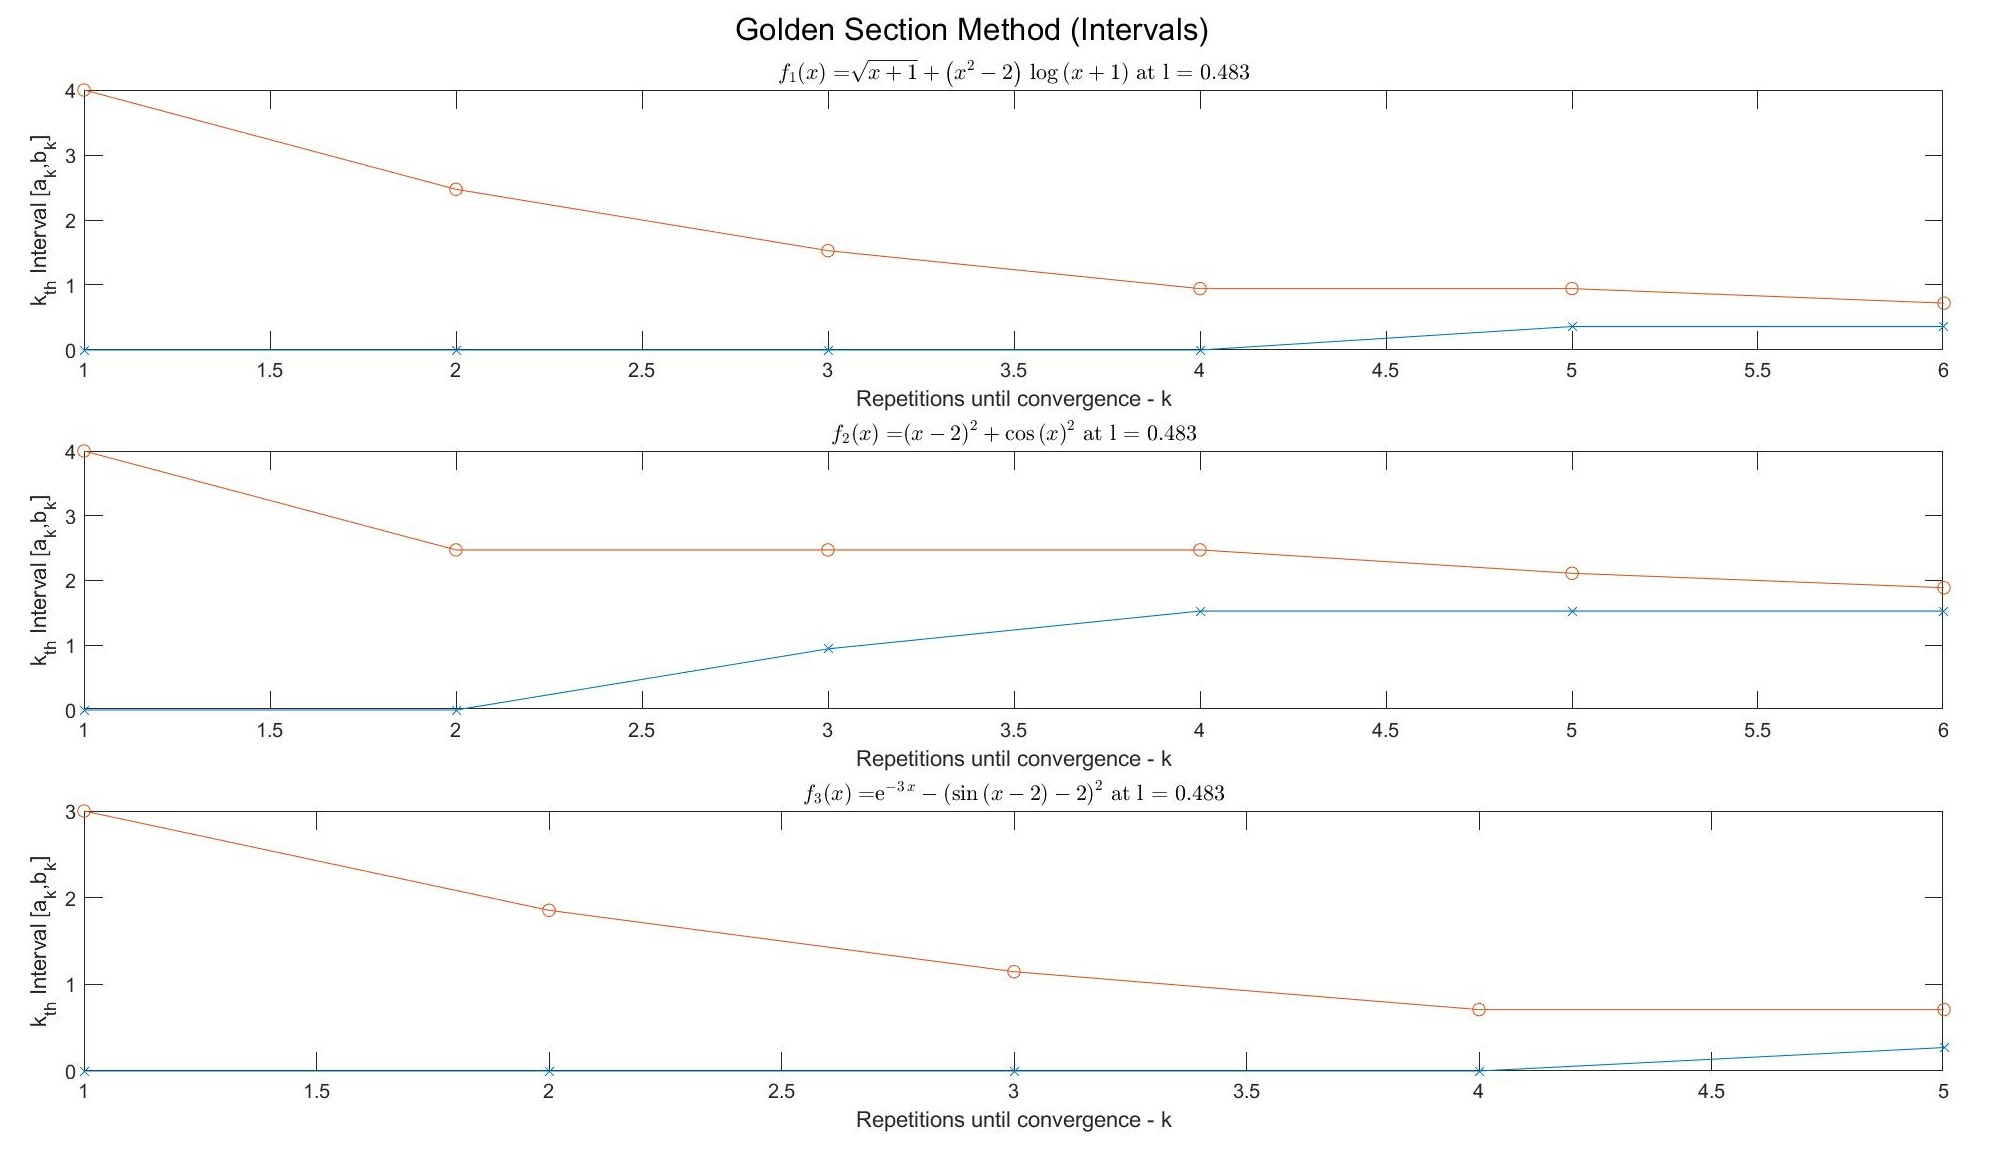 Golden Section Method (Intervals)
f₁(x) =√(x + 1) + (x² − 2) log (x + 1) at l = 0.483
4
3
2
1
0
k_th Interval [a_k,b_k]
1 1.5 2 2.5 3 3.5 4 4.5 5 5.5 6
Repetitions until convergence - k
f₂(x) =(x − 2)² + cos (x)² at l = 0.483
4
3
2
1
0
k_th Interval [a_k,b_k]
1 1.5 2 2.5 3 3.5 4 4.5 5 5.5 6
Repetitions until convergence - k
f₃(x) =e^(−3 x) − (sin (x − 2) − 2)² at l = 0.483
3
2
1
0
k_th Interval [a_k,b_k]
1 1.5 2 2.5 3 3.5 4 4.5 5
Repetitions until convergence - k